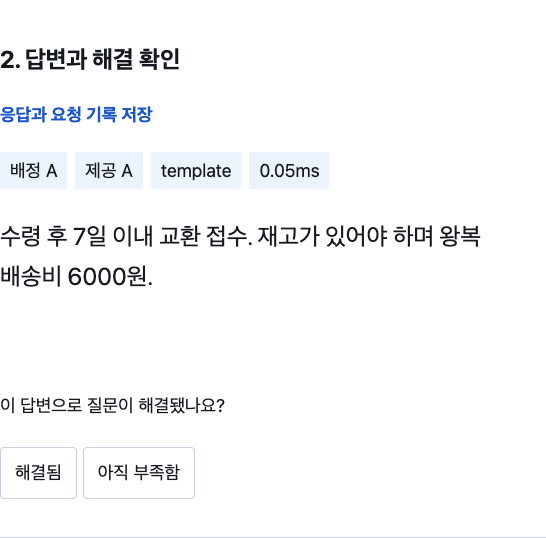 2. 답변과 해결 확인
응답과 요청 기록 저장
배정 A 제공 A template 0.05ms
수령 후 7일 이내 교환 접수. 재고가 있어야 하며 왕복
배송비 6000원.
이 답변으로 질문이 해결됐나요?
해결됨 아직 부족함